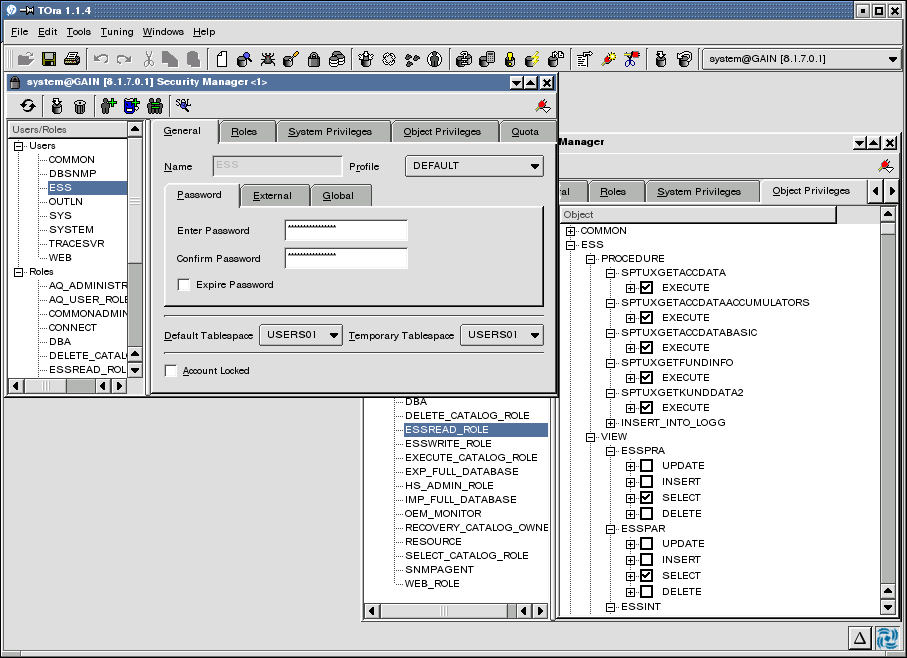 TOra 1.1.4
File Edit Tools Tuning Windows Help
system@GAIN [8.1.7.0.1]
system@GAIN [8.1.7.0.1] Security Manager <1>
Users/Roles
Users
COMMON
DBSNMP
ESS
OUTLN
SYS
SYSTEM
TRACESVR
WEB
Roles
AQ_ADMINISTR
AQ_USER_ROLE
COMMONADMIN
CONNECT
DBA
DELETE_CATAL
ESSREAD_ROL
General Roles System Privileges Object Privileges Quota
Name ESS Profile DEFAULT
Password External Global
Enter Password ****************
Confirm Password ****************
Expire Password
Default Tablespace USERS01 Temporary Tablespace USERS01
Account Locked
Manager
al Roles System Privileges Object Privileges
DBA
DELETE_CATALOG_ROLE
ESSREAD_ROLE
ESSWRITE_ROLE
EXECUTE_CATALOG_ROLE
EXP_FULL_DATABASE
HS_ADMIN_ROLE
IMP_FULL_DATABASE
OEM_MONITOR
RECOVERY_CATALOG_OWNE
RESOURCE
SELECT_CATALOG_ROLE
SNMPAGENT
WEB_ROLE
Object
COMMON
ESS
PROCEDURE
SPTUXGETACCDATA
EXECUTE
SPTUXGETACCDATAACCUMULATORS
EXECUTE
SPTUXGETACCDATABASIC
EXECUTE
SPTUXGETFUNDINFO
EXECUTE
SPTUXGETKUNDDATA2
EXECUTE
INSERT_INTO_LOGG
VIEW
ESSPRA
UPDATE
INSERT
SELECT
DELETE
ESSPAR
UPDATE
INSERT
SELECT
DELETE
ESSINT